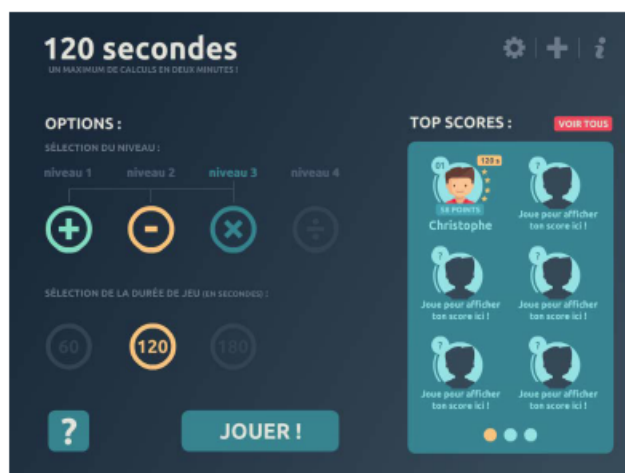 120 secondes
UN MAXIMUM DE CALCULS EN DEUX MINUTES !
OPTIONS :
SÉLECTION DU NIVEAU :
niveau 1 niveau 2 niveau 3 niveau 4
SÉLECTION DE LA DURÉE DE JEU (EN SECONDES) :
60 120 180
?
JOUER !
TOP SCORES :
VOIR TOUS
01
120 s
58 POINTS
Christophe
?
Joue pour afficher
ton score ici !
?
Joue pour afficher
ton score ici !
?
Joue pour afficher
ton score ici !
?
Joue pour afficher
ton score ici !
?
Joue pour afficher
ton score ici !